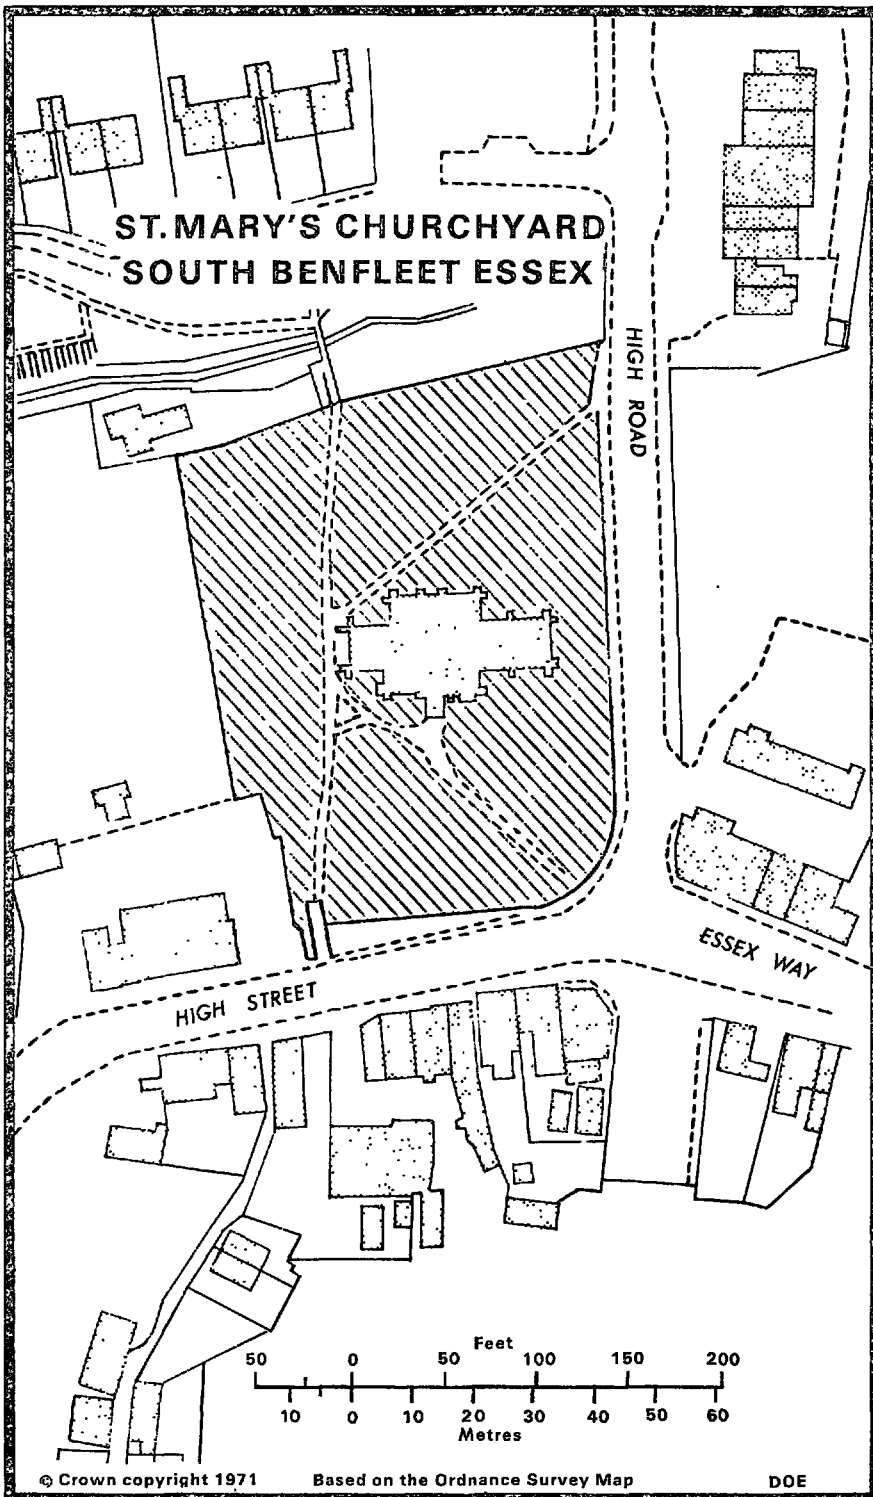 ST. MARY'S CHURCHYARD
SOUTH BENFLEET ESSEX
HIGH ROAD
ESSEX WAY
HIGH STREET
Feet
50 0 50 100 150 200
10 0 10 20 30 40 50 60
Metres
© Crown copyright 1971 Based on the Ordnance Survey Map DOE